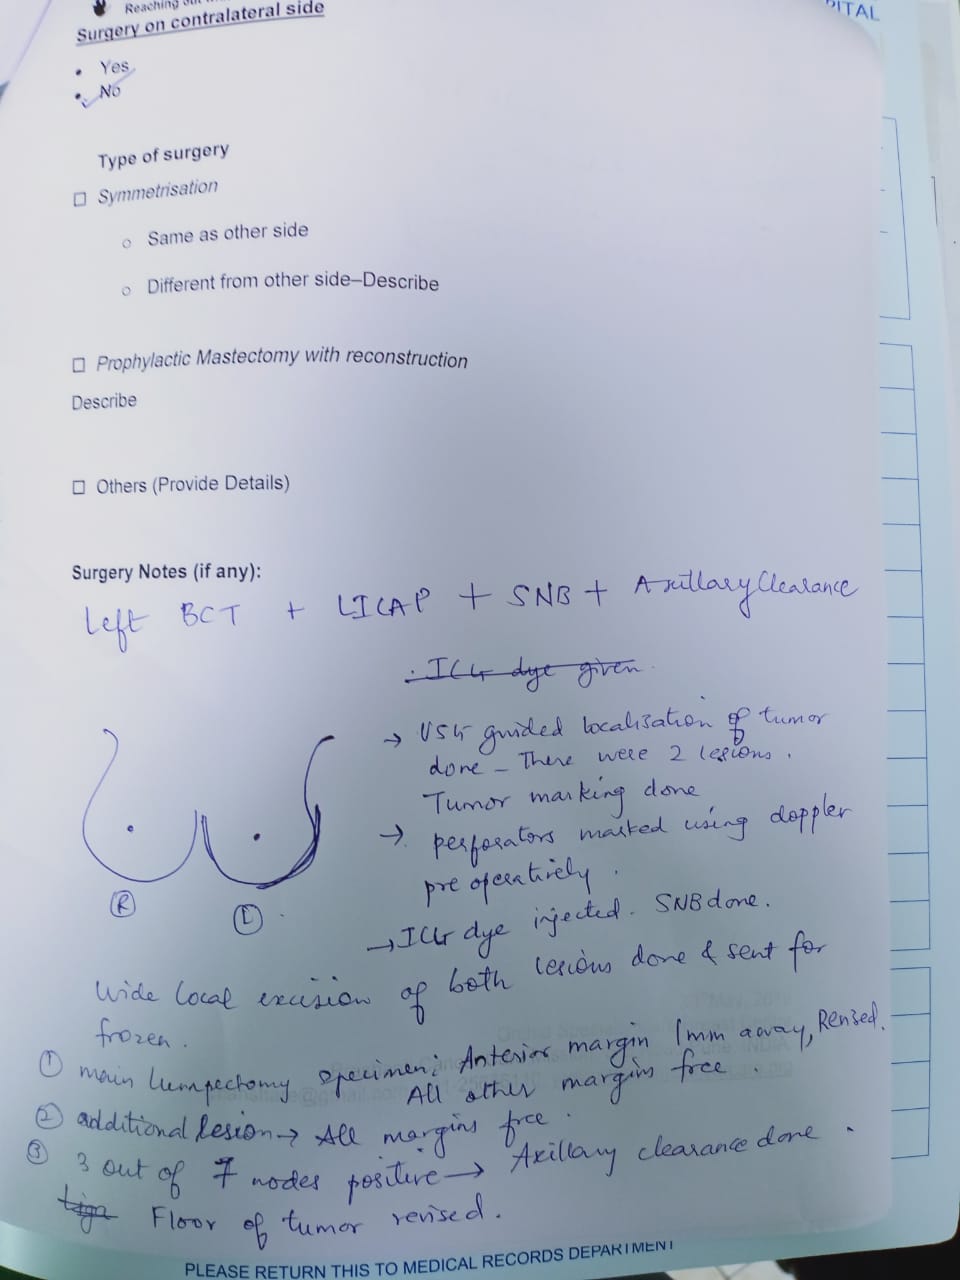 Reaching
PITAL
Surgery on contralateral side
• Yes
• No
Type of surgery
☐ Symmetrisation
○ Same as other side
○ Different from other side–Describe
☐ Prophylactic Mastectomy with reconstruction
Describe
☐ Others (Provide Details)
Surgery Notes (if any):
Left BCT + LICAP + SNB + Axillary Clearance
ICG dye given
→ USG guided localisation of tumor
done – There were 2 lesions.
Tumor marking done
→ perforators marked using doppler
pre operatively.
→ ICG dye injected. SNB done.
R
L
Wide local excision of both lesions done & sent for
frozen.
① main lumpectomy specimen: Anterior margin 1mm away, Revised.
All other margins free.
② additional lesion → All margins free.
③ 3 out of 7 nodes positive → Axillary clearance done.
Floor of tumor revised.
PLEASE RETURN THIS TO MEDICAL RECORDS DEPARTMENT